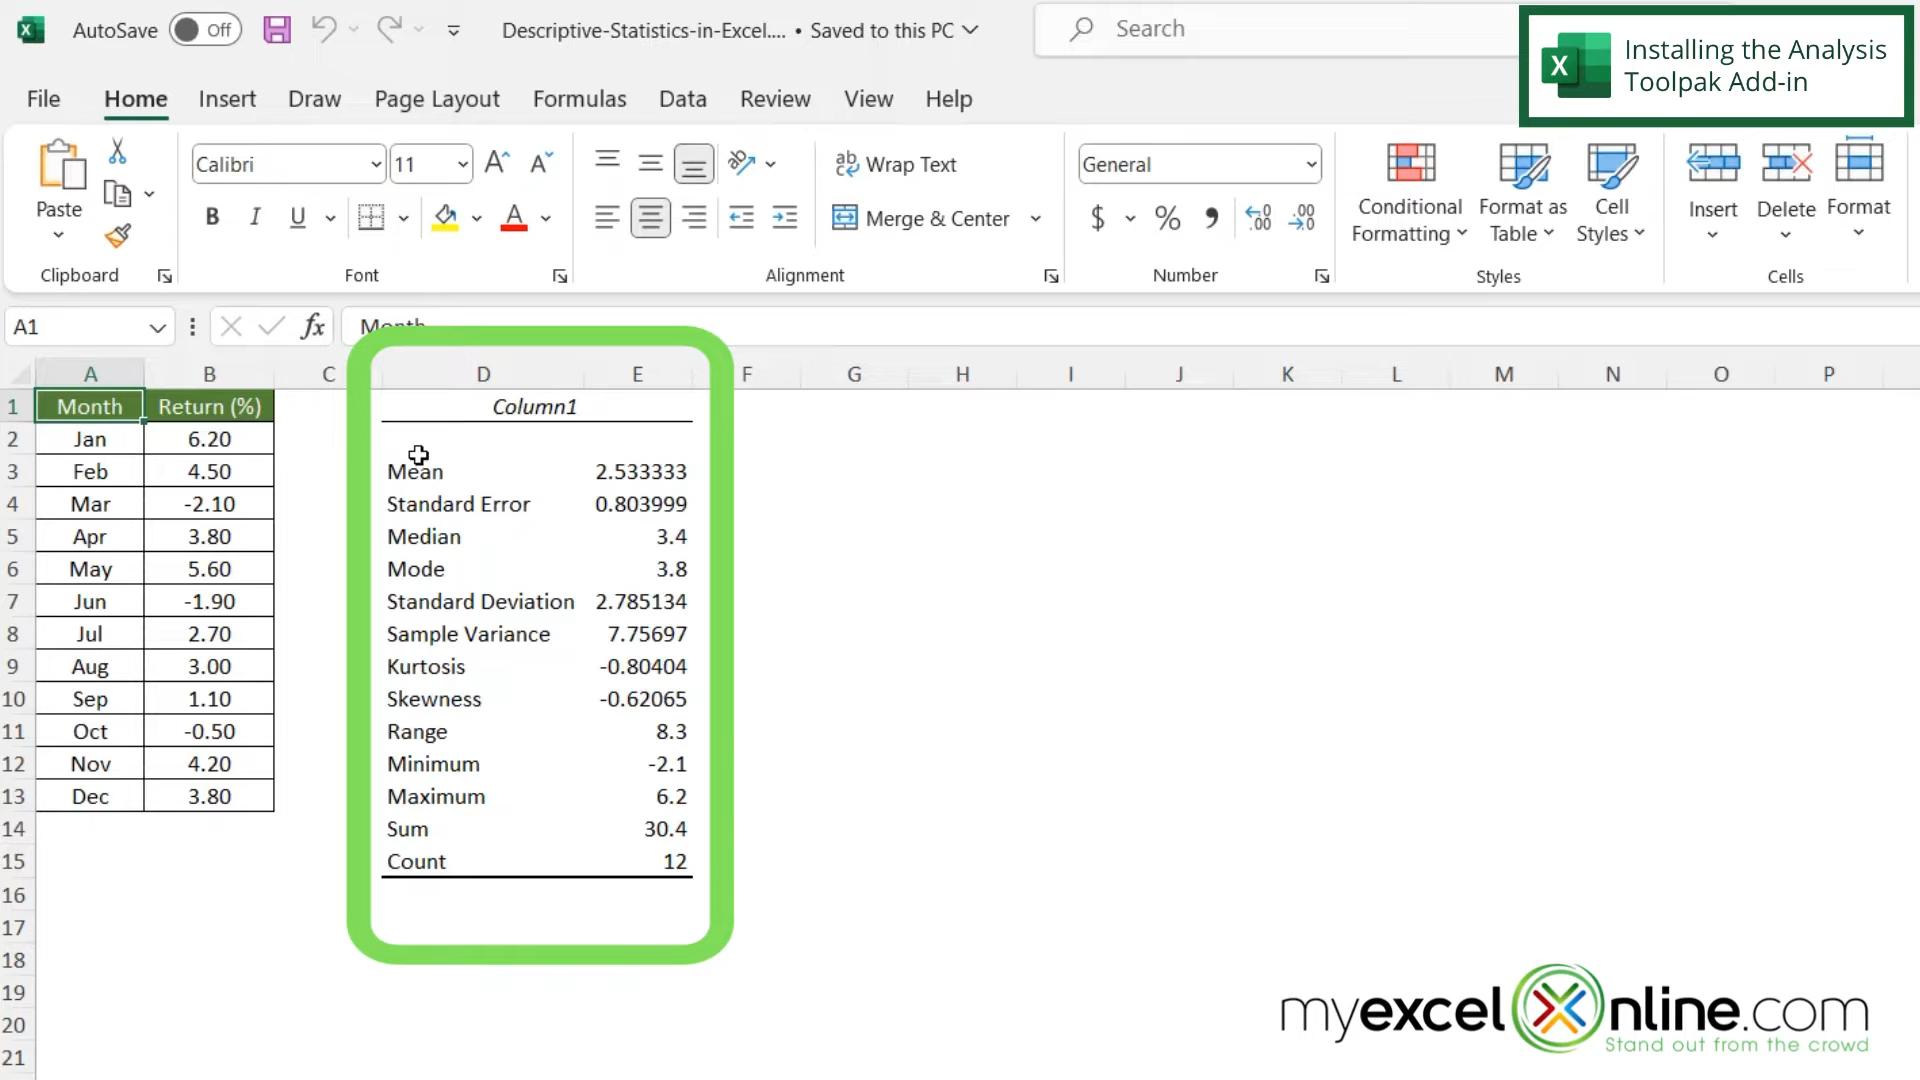 AutoSave Off Descriptive-Statistics-in-Excel.... • Saved to this PC Search
Installing the Analysis
Toolpak Add-in
File Home Insert Draw Page Layout Formulas Data Review View Help
Paste
Calibri 11
B I U A
Wrap Text
Merge & Center
General
$ % , .00 .00
Conditional
Formatting
Format as
Table
Cell
Styles
Insert Delete Format
Clipboard Font Alignment Number Styles Cells
A1 fx Month
A B C D E F G H I J K L M N O P
1 Month Return (%) Column1
2 Jan 6.20
3 Feb 4.50 Mean 2.533333
4 Mar -2.10 Standard Error 0.803999
5 Apr 3.80 Median 3.4
6 May 5.60 Mode 3.8
7 Jun -1.90 Standard Deviation 2.785134
8 Jul 2.70 Sample Variance 7.75697
9 Aug 3.00 Kurtosis -0.80404
10 Sep 1.10 Skewness -0.62065
11 Oct -0.50 Range 8.3
12 Nov 4.20 Minimum -2.1
13 Dec 3.80 Maximum 6.2
14 Sum 30.4
15 Count 12
16
17
18
19
20
21
myexcelOnline.com
Stand out from the crowd